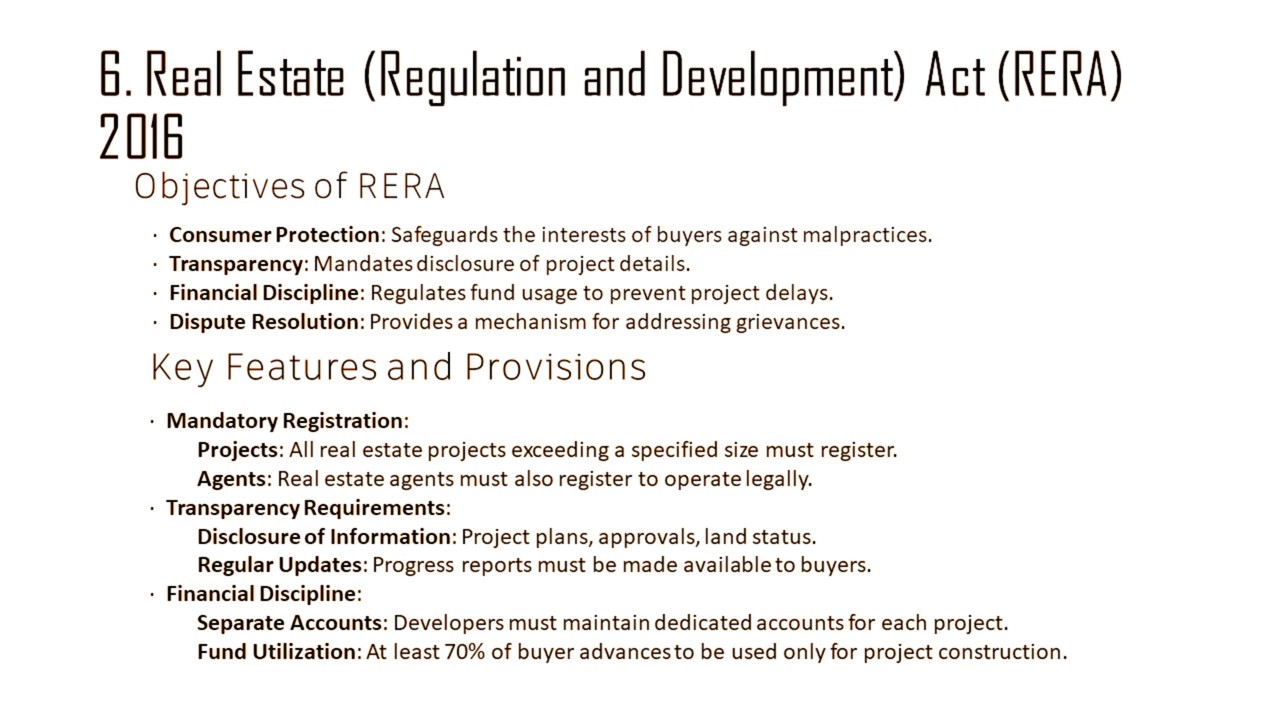 6. Real Estate (Regulation and Development) Act (RERA)
2016
Objectives of RERA
· Consumer Protection: Safeguards the interests of buyers against malpractices.
· Transparency: Mandates disclosure of project details.
· Financial Discipline: Regulates fund usage to prevent project delays.
· Dispute Resolution: Provides a mechanism for addressing grievances.
Key Features and Provisions
· Mandatory Registration:
Projects: All real estate projects exceeding a specified size must register.
Agents: Real estate agents must also register to operate legally.
· Transparency Requirements:
Disclosure of Information: Project plans, approvals, land status.
Regular Updates: Progress reports must be made available to buyers.
· Financial Discipline:
Separate Accounts: Developers must maintain dedicated accounts for each project.
Fund Utilization: At least 70% of buyer advances to be used only for project construction.